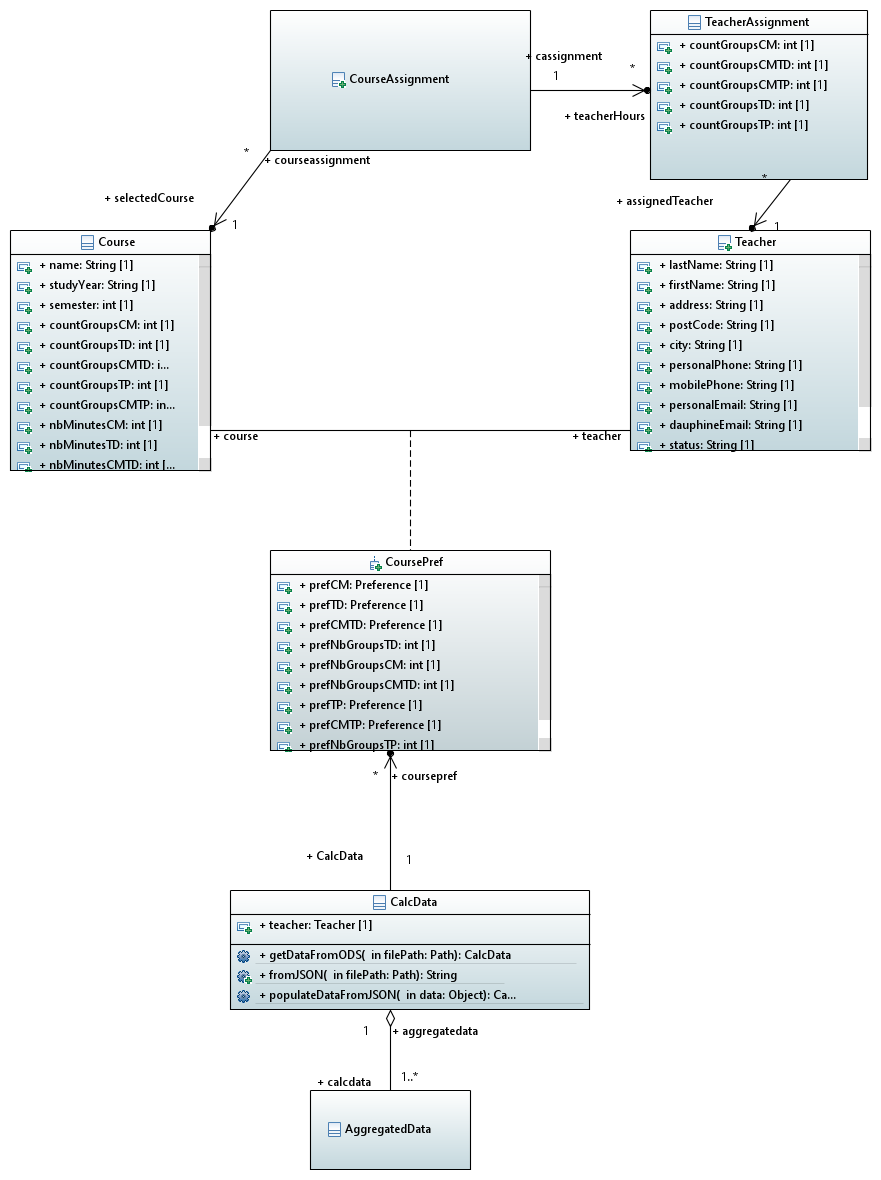 CourseAssignment
TeacherAssignment
+ countGroupsCM: int [1]
+ countGroupsCMTD: int [1]
+ countGroupsCMTP: int [1]
+ countGroupsTD: int [1]
+ countGroupsTP: int [1]
+ cassignment
1
*
+ teacherHours
*
+ courseassignment
+ selectedCourse
1
*
+ assignedTeacher
1
Course
+ name: String [1]
+ studyYear: String [1]
+ semester: int [1]
+ countGroupsCM: int [1]
+ countGroupsTD: int [1]
+ countGroupsCMTD: i...
+ countGroupsTP: int [1]
+ countGroupsCMTP: in...
+ nbMinutesCM: int [1]
+ nbMinutesTD: int [1]
+ nbMinutesCMTD: int [...
Teacher
+ lastName: String [1]
+ firstName: String [1]
+ address: String [1]
+ postCode: String [1]
+ city: String [1]
+ personalPhone: String [1]
+ mobilePhone: String [1]
+ personalEmail: String [1]
+ dauphineEmail: String [1]
+ status: String [1]
+ course
+ teacher
CoursePref
+ prefCM: Preference [1]
+ prefTD: Preference [1]
+ prefCMTD: Preference [1]
+ prefNbGroupsTD: int [1]
+ prefNbGroupsCM: int [1]
+ prefNbGroupsCMTD: int [1]
+ prefTP: Preference [1]
+ prefCMTP: Preference [1]
+ prefNbGroupsTP: int [1]
*
+ coursepref
+ CalcData
1
CalcData
+ teacher: Teacher [1]
+ getDataFromODS( in filePath: Path): CalcData
+ fromJSON( in filePath: Path): String
+ populateDataFromJSON( in data: Object): Ca...
1
+ aggregatedata
1..*
+ calcdata
AggregatedData